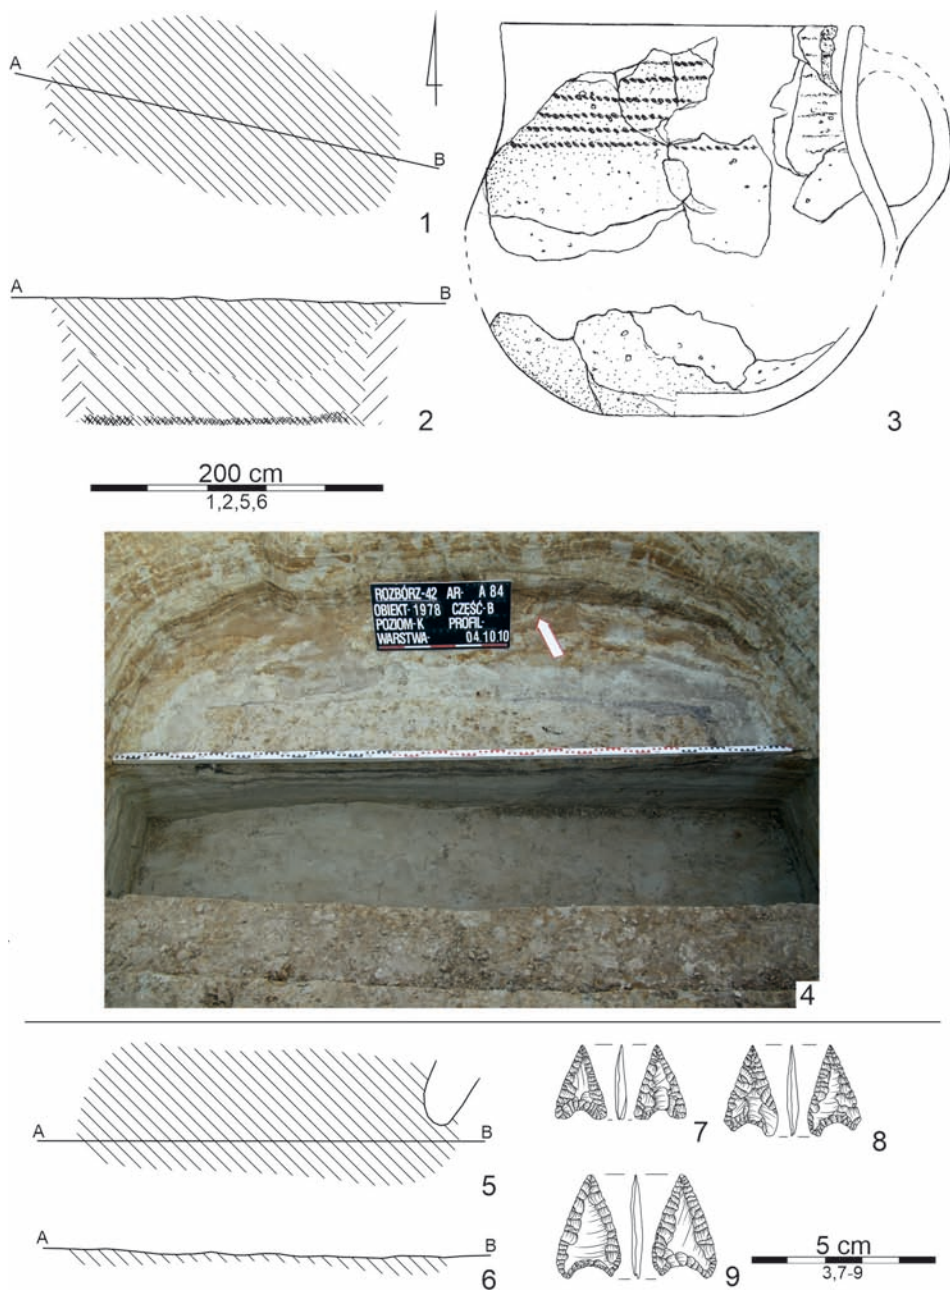 A
B
1
A
B
2
3
200 cm
1,2,5,6
ROZBÓRZ-42 AR- A 84
OBIEKT- 1978 CZĘŚĆ- B
POZIOM- K PROFIL-
WARSTWA- 04.10.10
4
A
B
5
7
8
A
B
6
9
5 cm
3,7-9